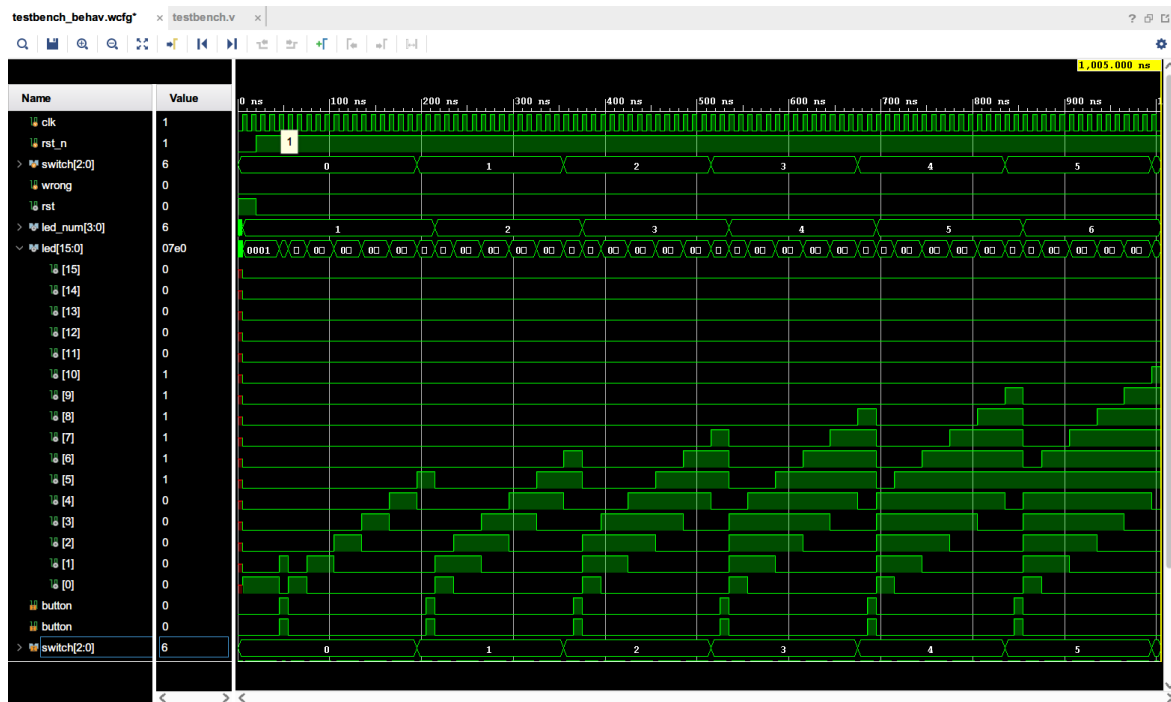 testbench_behav.wcfg* × testbench.v ×
1,005.000 ns
Name Value 0 ns 100 ns 200 ns 300 ns 400 ns 500 ns 600 ns 700 ns 800 ns 900 ns
clk 1
rst_n 1 1
switch[2:0] 6 0 1 2 3 4 5
wrong 0
rst 0
led_num[3:0] 6 1 2 3 4 5 6
led[15:0] 07e0 0001
[15] 0
[14] 0
[13] 0
[12] 0
[11] 0
[10] 1
[9] 1
[8] 1
[7] 1
[6] 1
[5] 1
[4] 0
[3] 0
[2] 0
[1] 0
[0] 0
button 0
button 0
switch[2:0] 6 0 1 2 3 4 5